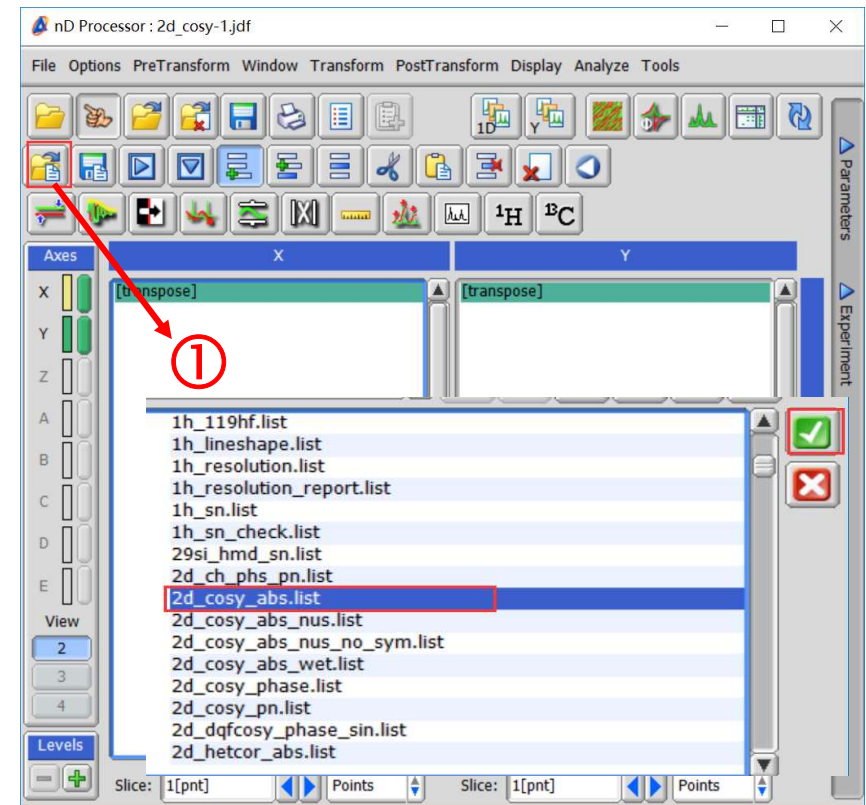 nD Processor : 2d_cosy-1.jdf
File Options PreTransform Window Transform PostTransform Display Analyze Tools
1D Y Φ
¹H ¹³C
Parameters
Experiment
Axes X Y
X [transpose] [transpose]
Y
①
Z
A
B
C
D
E
1h_119hf.list
1h_lineshape.list
1h_resolution.list
1h_resolution_report.list
1h_sn.list
1h_sn_check.list
29si_hmd_sn.list
2d_ch_phs_pn.list
2d_cosy_abs.list
2d_cosy_abs_nus.list
2d_cosy_abs_nus_no_sym.list
2d_cosy_abs_wet.list
2d_cosy_phase.list
2d_cosy_pn.list
2d_dqfcosy_phase_sin.list
2d_hetcor_abs.list
View
2
3
4
Levels
Slice: 1[pnt] Points Slice: 1[pnt] Points